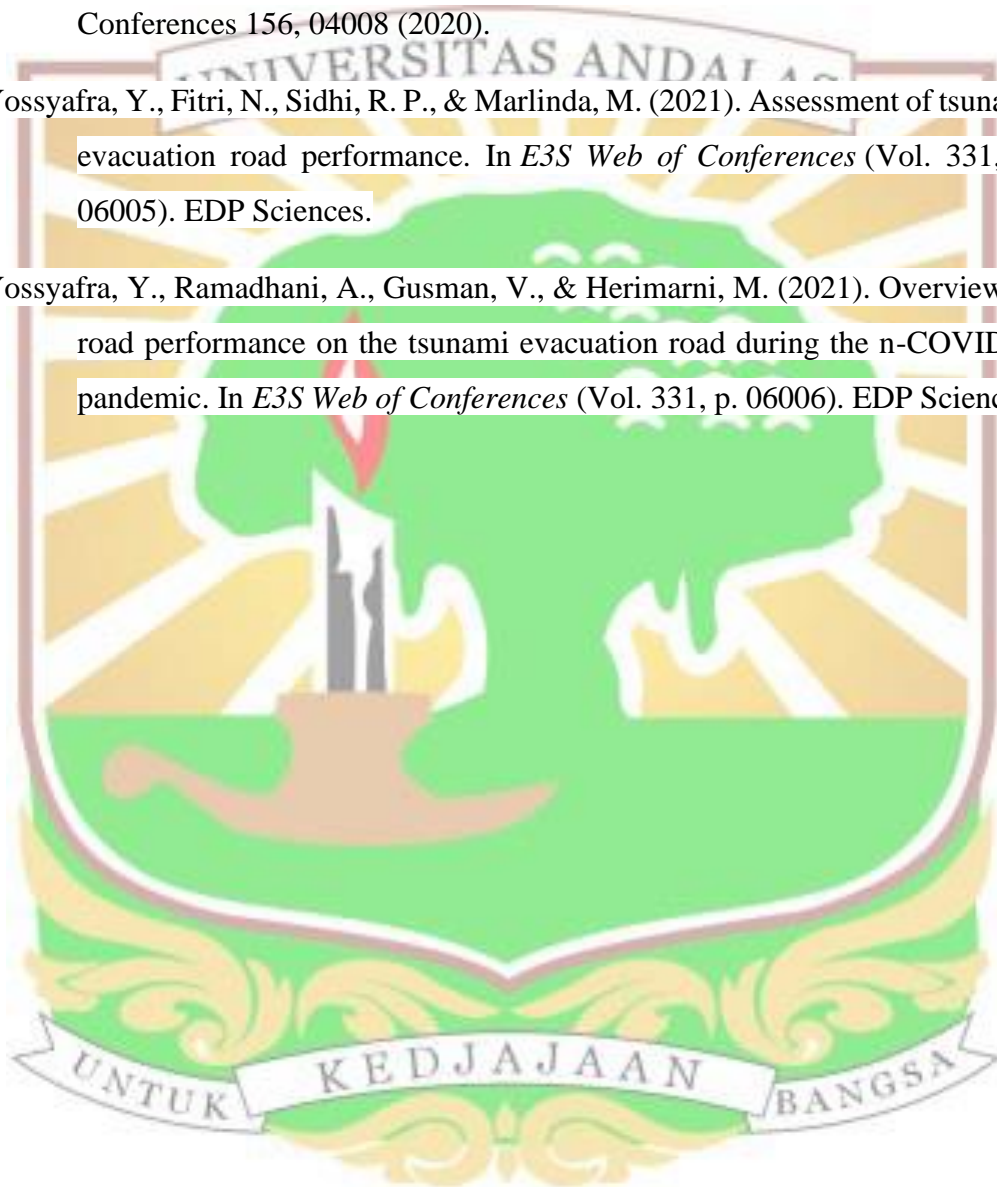 Conferences 156, 04008 (2020).
UNIVERSITAS ANDALAS
Yossyafra, Y., Fitri, N., Sidhi, R. P., & Marlinda, M. (2021). Assessment of tsuna
evacuation road performance. In E3S Web of Conferences (Vol. 331,
06005). EDP Sciences.
Yossyafra, Y., Ramadhani, A., Gusman, V., & Herimarni, M. (2021). Overview
road performance on the tsunami evacuation road during the n-COVID
pandemic. In E3S Web of Conferences (Vol. 331, p. 06006). EDP Scienc
UNTUK KEDJAJAAN BANGSA